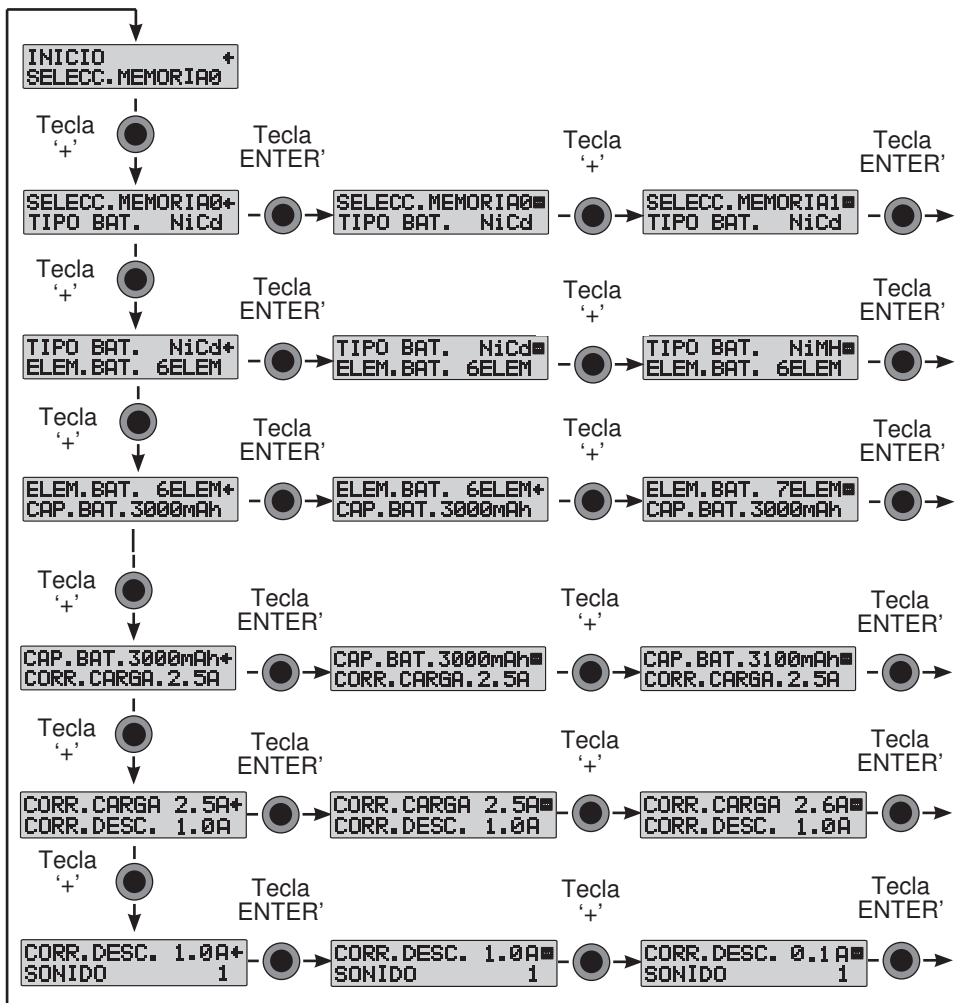 INICIO ←
SELECC.MEMORIA0
Tecla
‘+’
Tecla
ENTER’
Tecla
‘+’
Tecla
ENTER’
SELECC.MEMORIA0←
TIPO BAT. NiCd
SELECC.MEMORIA0
TIPO BAT. NiCd
SELECC.MEMORIA1
TIPO BAT. NiCd
Tecla
‘+’
Tecla
ENTER’
Tecla
‘+’
Tecla
ENTER’
TIPO BAT. NiCd←
ELEM.BAT. 6ELEM
TIPO BAT. NiCd
ELEM.BAT. 6ELEM
TIPO BAT. NiMH
ELEM.BAT. 6ELEM
Tecla
‘+’
Tecla
ENTER’
Tecla
‘+’
Tecla
ENTER’
ELEM.BAT. 6ELEM←
CAP.BAT.3000mAh
ELEM.BAT. 6ELEM←
CAP.BAT.3000mAh
ELEM.BAT. 7ELEM
CAP.BAT.3000mAh
Tecla
‘+’
Tecla
ENTER’
Tecla
‘+’
Tecla
ENTER’
CAP.BAT.3000mAh←
CORR.CARGA.2.5A
CAP.BAT.3000mAh
CORR.CARGA.2.5A
CAP.BAT.3100mAh
CORR.CARGA.2.5A
Tecla
‘+’
Tecla
ENTER’
Tecla
‘+’
Tecla
ENTER’
CORR.CARGA 2.5A←
CORR.DESC. 1.0A
CORR.CARGA 2.5A
CORR.DESC. 1.0A
CORR.CARGA 2.6A
CORR.DESC. 1.0A
Tecla
‘+’
Tecla
ENTER’
Tecla
‘+’
Tecla
ENTER’
CORR.DESC. 1.0A←
SONIDO 1
CORR.DESC. 1.0A
SONIDO 1
CORR.DESC. 0.1A
SONIDO 1